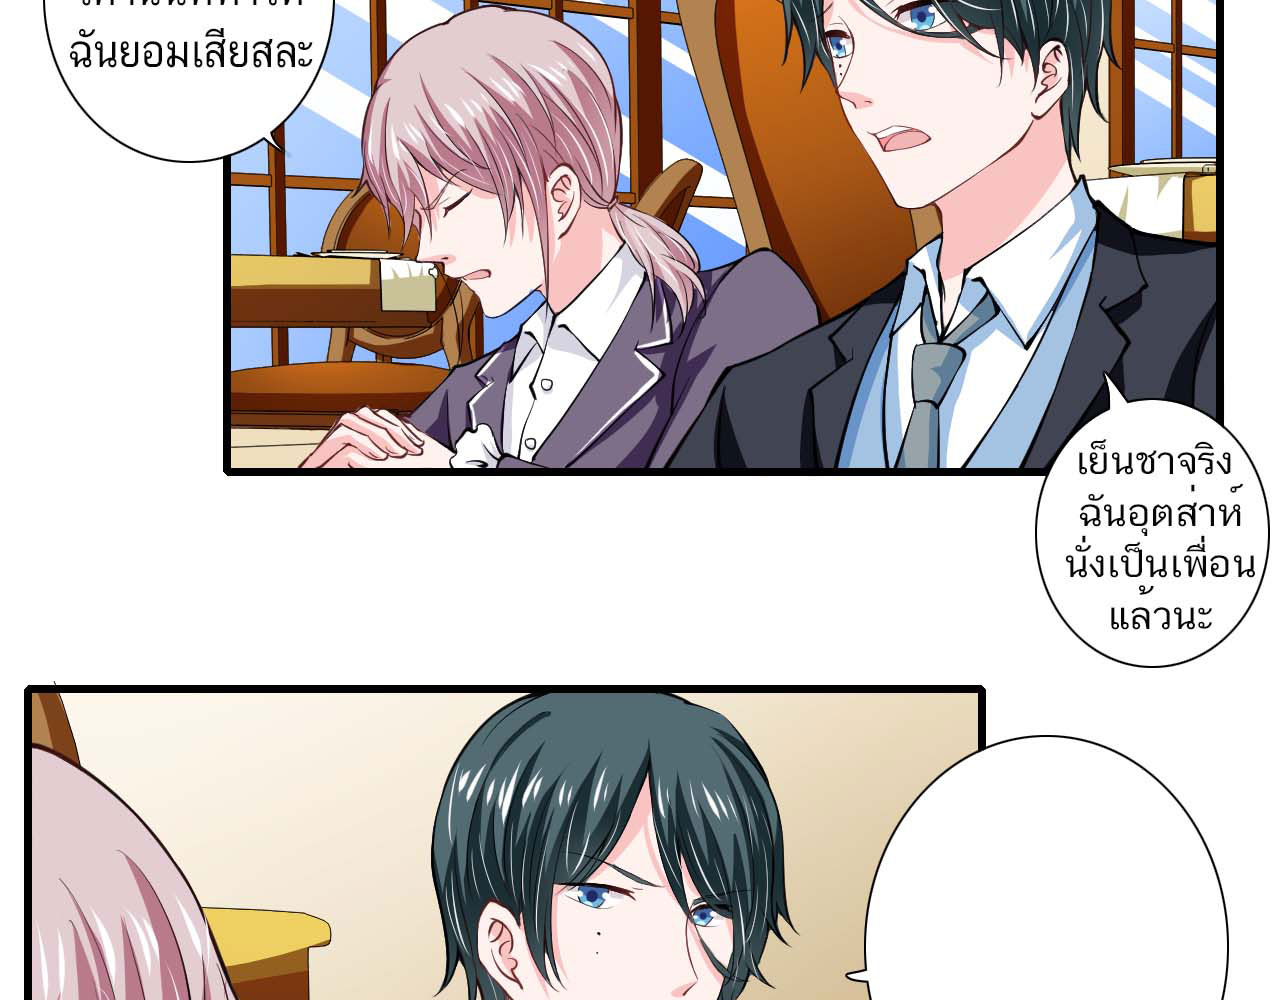 ฉันยอมเสียสละ
เย็นชาจริง
ฉันอุตส่าห์
นั่งเป็นเพื่อน
แล้วนะ